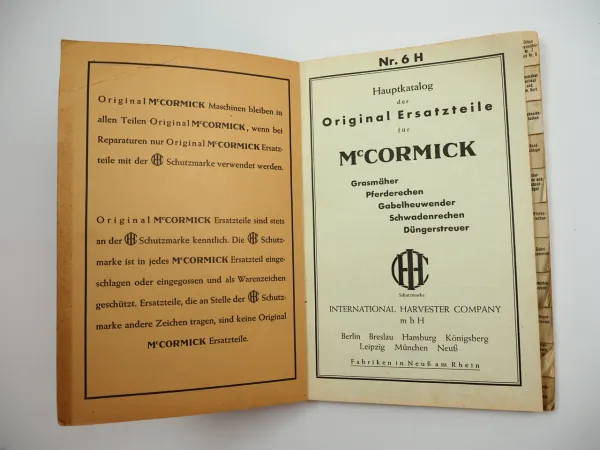 Original MCCORMICK Maschinen bleiben in
allen Teilen Original MCCORMICK, wenn bei
Reparaturen nur Original MCCORMICK Ersatz-
teile mit der IHC Schutzmarke verwendet werden.
Original MCCORMICK Ersatzteile sind stets
an der IHC Schutzmarke kenntlich. Die IHC Schutz-
marke ist in jedes MCCORMICK Ersatzteil einge-
schlagen oder eingegossen und als Warenzeichen
geschützt. Ersatzteile, die an Stelle der IHC Schutz-
marke andere Zeichen tragen, sind keine Original
MCCORMICK Ersatzteile.
Nr. 6 H
Hauptkatalog
der
Original Ersatzteile
für
MCCORMICK
Grasmäher
Pferderechen
Gabelheuwender
Schwadenrechen
Düngerstreuer
IHC
Schutzmarke
INTERNATIONAL HARVESTER COMPANY
m b H
Berlin Breslau Hamburg Königsberg
Leipzig München Neuß
Fabriken in Neuß am Rhein